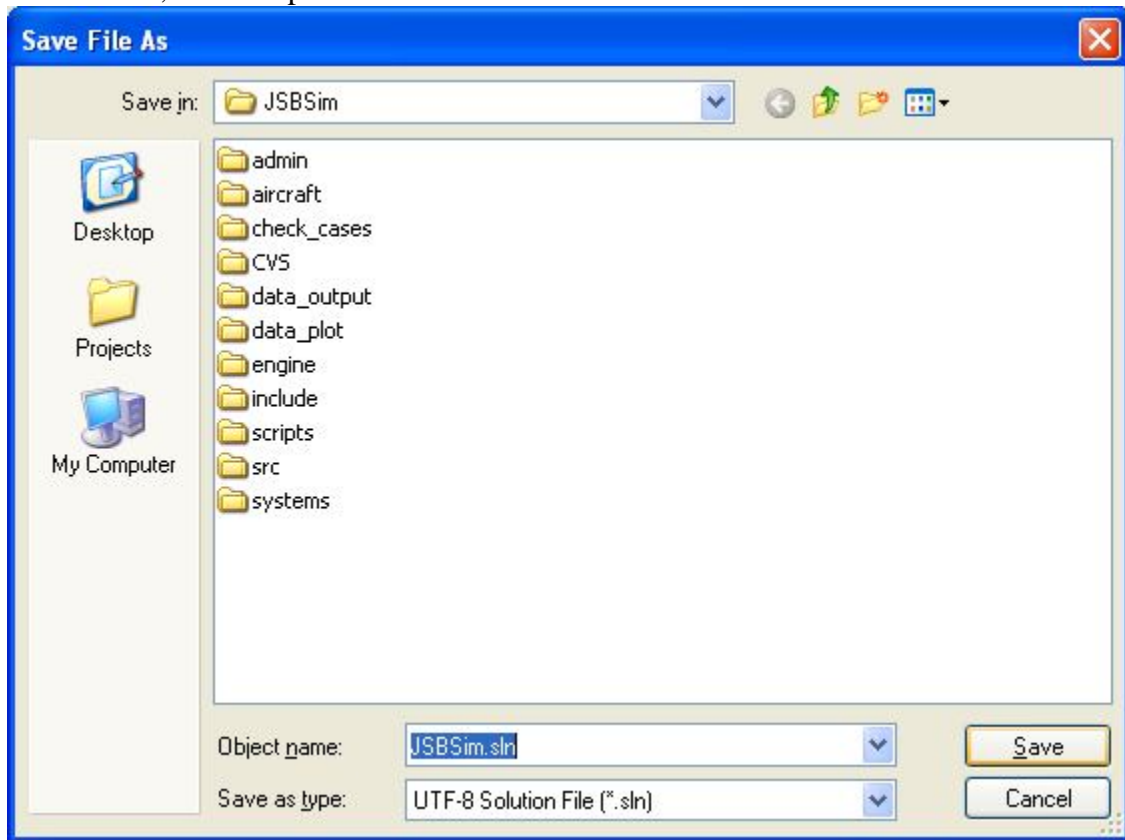 Save File As
Save in: JSBSim
admin
aircraft
check_cases
CVS
data_output
data_plot
engine
include
scripts
src
systems
Desktop
Projects
My Computer
Object name: JSBSim.sln Save
Save as type: UTF-8 Solution File (*.sln) Cancel